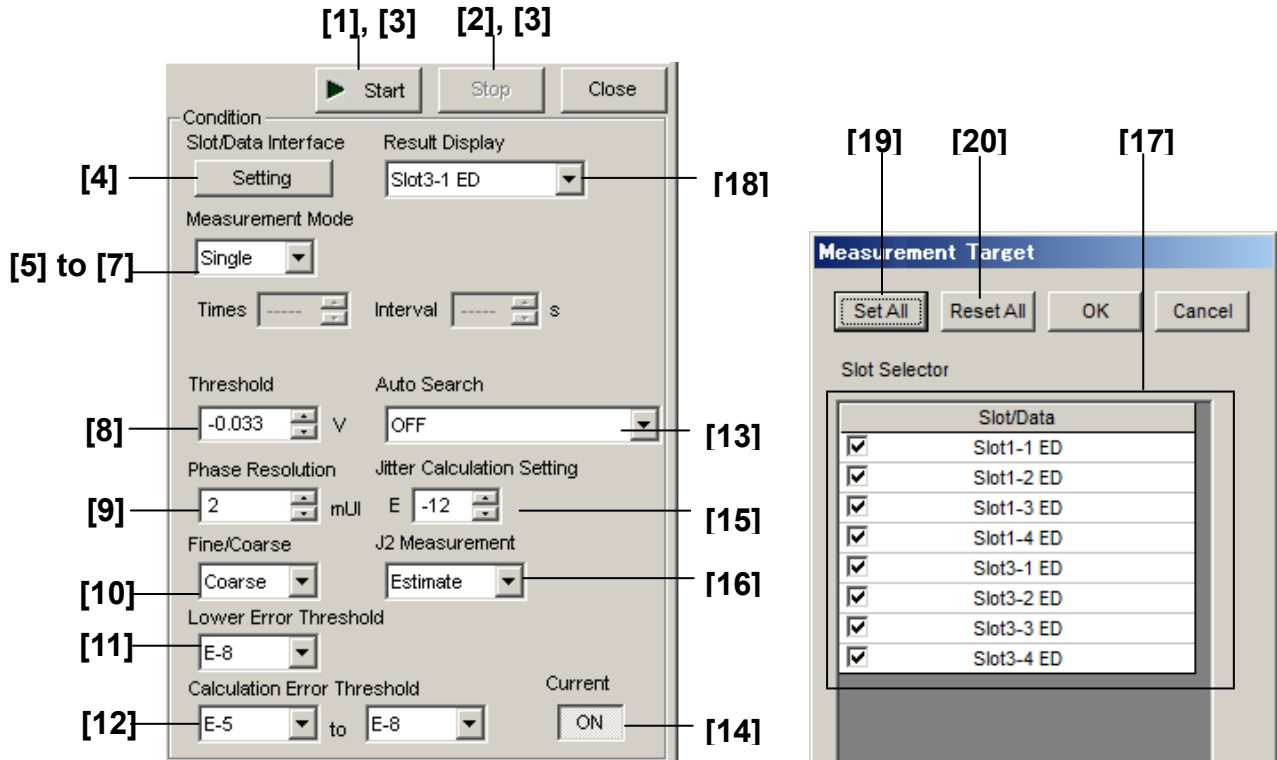 [1], [3] [2], [3]
Start Stop Close
Condition
Slot/Data Interface Result Display
[4] Setting Slot3-1 ED [18]
Measurement Mode
[5] to [7] Single
Times ----- Interval ----- s
Threshold Auto Search
[8] -0.033 V OFF [13]
Phase Resolution Jitter Calculation Setting
[9] 2 mUI E -12 [15]
Fine/Coarse J2 Measurement
[10] Coarse Estimate [16]
Lower Error Threshold
[11] E-8
Calculation Error Threshold Current
[12] E-5 to E-8 ON [14]
[19] [20] [17]
Measurement Target
Set All Reset All OK Cancel
Slot Selector
Slot/Data
Slot1-1 ED
Slot1-2 ED
Slot1-3 ED
Slot1-4 ED
Slot3-1 ED
Slot3-2 ED
Slot3-3 ED
Slot3-4 ED